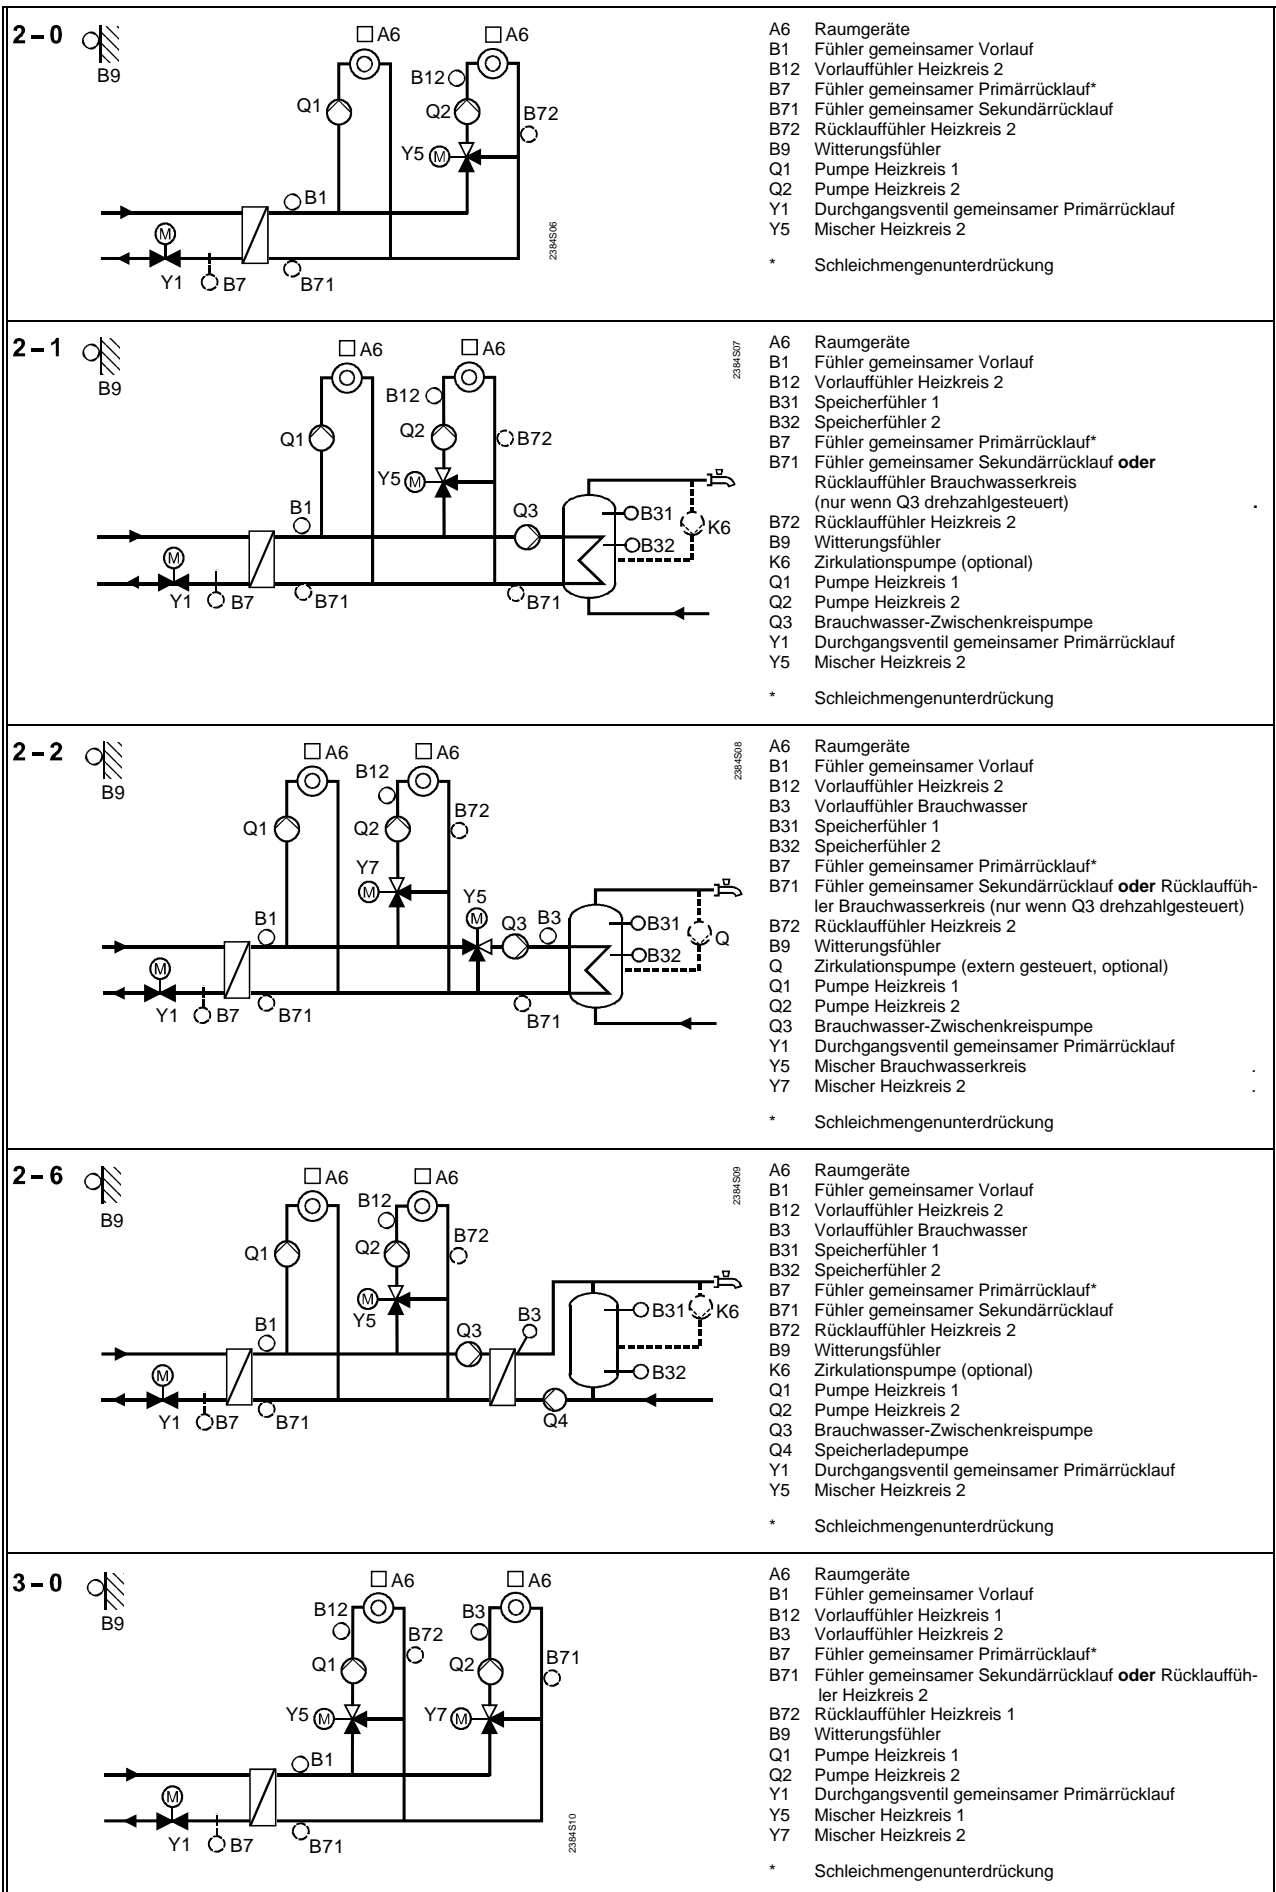 2–0
B9
A6
A6
B12
Q1
Q2
B72
Y5
M
B1
M
Y1
B7
B71
2384S06
A6 Raumgeräte
B1 Fühler gemeinsamer Vorlauf
B12 Vorlauffühler Heizkreis 2
B7 Fühler gemeinsamer Primärrücklauf*
B71 Fühler gemeinsamer Sekundärrücklauf
B72 Rücklauffühler Heizkreis 2
B9 Witterungsfühler
Q1 Pumpe Heizkreis 1
Q2 Pumpe Heizkreis 2
Y1 Durchgangsventil gemeinsamer Primärrücklauf
Y5 Mischer Heizkreis 2
* Schleichmengenunterdrückung
2–1
B9
A6
A6
B12
Q1
Q2
B72
Y5
M
B1
Q3
B31
B32
K6
M
Y1
B7
B71
B71
2384S07
A6 Raumgeräte
B1 Fühler gemeinsamer Vorlauf
B12 Vorlauffühler Heizkreis 2
B31 Speicherfühler 1
B32 Speicherfühler 2
B7 Fühler gemeinsamer Primärrücklauf*
B71 Fühler gemeinsamer Sekundärrücklauf oder
Rücklauffühler Brauchwasserkreis
(nur wenn Q3 drehzahlgesteuert) .
B72 Rücklauffühler Heizkreis 2
B9 Witterungsfühler
K6 Zirkulationspumpe (optional)
Q1 Pumpe Heizkreis 1
Q2 Pumpe Heizkreis 2
Q3 Brauchwasser-Zwischenkreispumpe
Y1 Durchgangsventil gemeinsamer Primärrücklauf
Y5 Mischer Heizkreis 2
* Schleichmengenunterdrückung
2–2
B9
A6
A6
B12
B72
Q1
Q2
Y7
M
Y5
M
B1
Q3
B3
B31
B32
Q
M
Y1
B7
B71
B71
2384S08
A6 Raumgeräte
B1 Fühler gemeinsamer Vorlauf
B12 Vorlauffühler Heizkreis 2
B3 Vorlauffühler Brauchwasser
B31 Speicherfühler 1
B32 Speicherfühler 2
B7 Fühler gemeinsamer Primärrücklauf*
B71 Fühler gemeinsamer Sekundärrücklauf oder Rücklauffüh-
ler Brauchwasserkreis (nur wenn Q3 drehzahlgesteuert)
B72 Rücklauffühler Heizkreis 2
B9 Witterungsfühler
Q Zirkulationspumpe (extern gesteuert, optional)
Q1 Pumpe Heizkreis 1
Q2 Pumpe Heizkreis 2
Q3 Brauchwasser-Zwischenkreispumpe
Y1 Durchgangsventil gemeinsamer Primärrücklauf
Y5 Mischer Brauchwasserkreis .
Y7 Mischer Heizkreis 2 .
* Schleichmengenunterdrückung
2–6
B9
A6
A6
B12
B72
Q1
Q2
M
Y5
B1
Q3
B3
B31
K6
B32
M
Y1
B7
B71
Q4
2384S09
A6 Raumgeräte
B1 Fühler gemeinsamer Vorlauf
B12 Vorlauffühler Heizkreis 2
B3 Vorlauffühler Brauchwasser
B31 Speicherfühler 1
B32 Speicherfühler 2
B7 Fühler gemeinsamer Primärrücklauf*
B71 Fühler gemeinsamer Sekundärrücklauf
B72 Rücklauffühler Heizkreis 2
B9 Witterungsfühler
K6 Zirkulationspumpe (optional)
Q1 Pumpe Heizkreis 1
Q2 Pumpe Heizkreis 2
Q3 Brauchwasser-Zwischenkreispumpe
Q4 Speicherladepumpe
Y1 Durchgangsventil gemeinsamer Primärrücklauf
Y5 Mischer Heizkreis 2
* Schleichmengenunterdrückung
3–0
B9
A6
A6
B12
B72
B3
B71
Q1
Q2
Y5
M
Y7
M
B1
M
Y1
B7
B71
2384S10
A6 Raumgeräte
B1 Fühler gemeinsamer Vorlauf
B12 Vorlauffühler Heizkreis 1
B3 Vorlauffühler Heizkreis 2
B7 Fühler gemeinsamer Primärrücklauf*
B71 Fühler gemeinsamer Sekundärrücklauf oder Rücklauffüh-
ler Heizkreis 2
B72 Rücklauffühler Heizkreis 1
B9 Witterungsfühler
Q1 Pumpe Heizkreis 1
Q2 Pumpe Heizkreis 2
Y1 Durchgangsventil gemeinsamer Primärrücklauf
Y5 Mischer Heizkreis 1
Y7 Mischer Heizkreis 2
* Schleichmengenunterdrückung